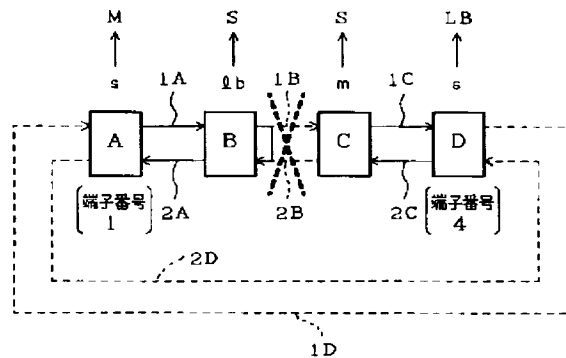 M S S LB
s ℓb m s
1A 1B 1C
A B C D
2A 2B 2C
端子番号 1 端子番号 4
2D
1D